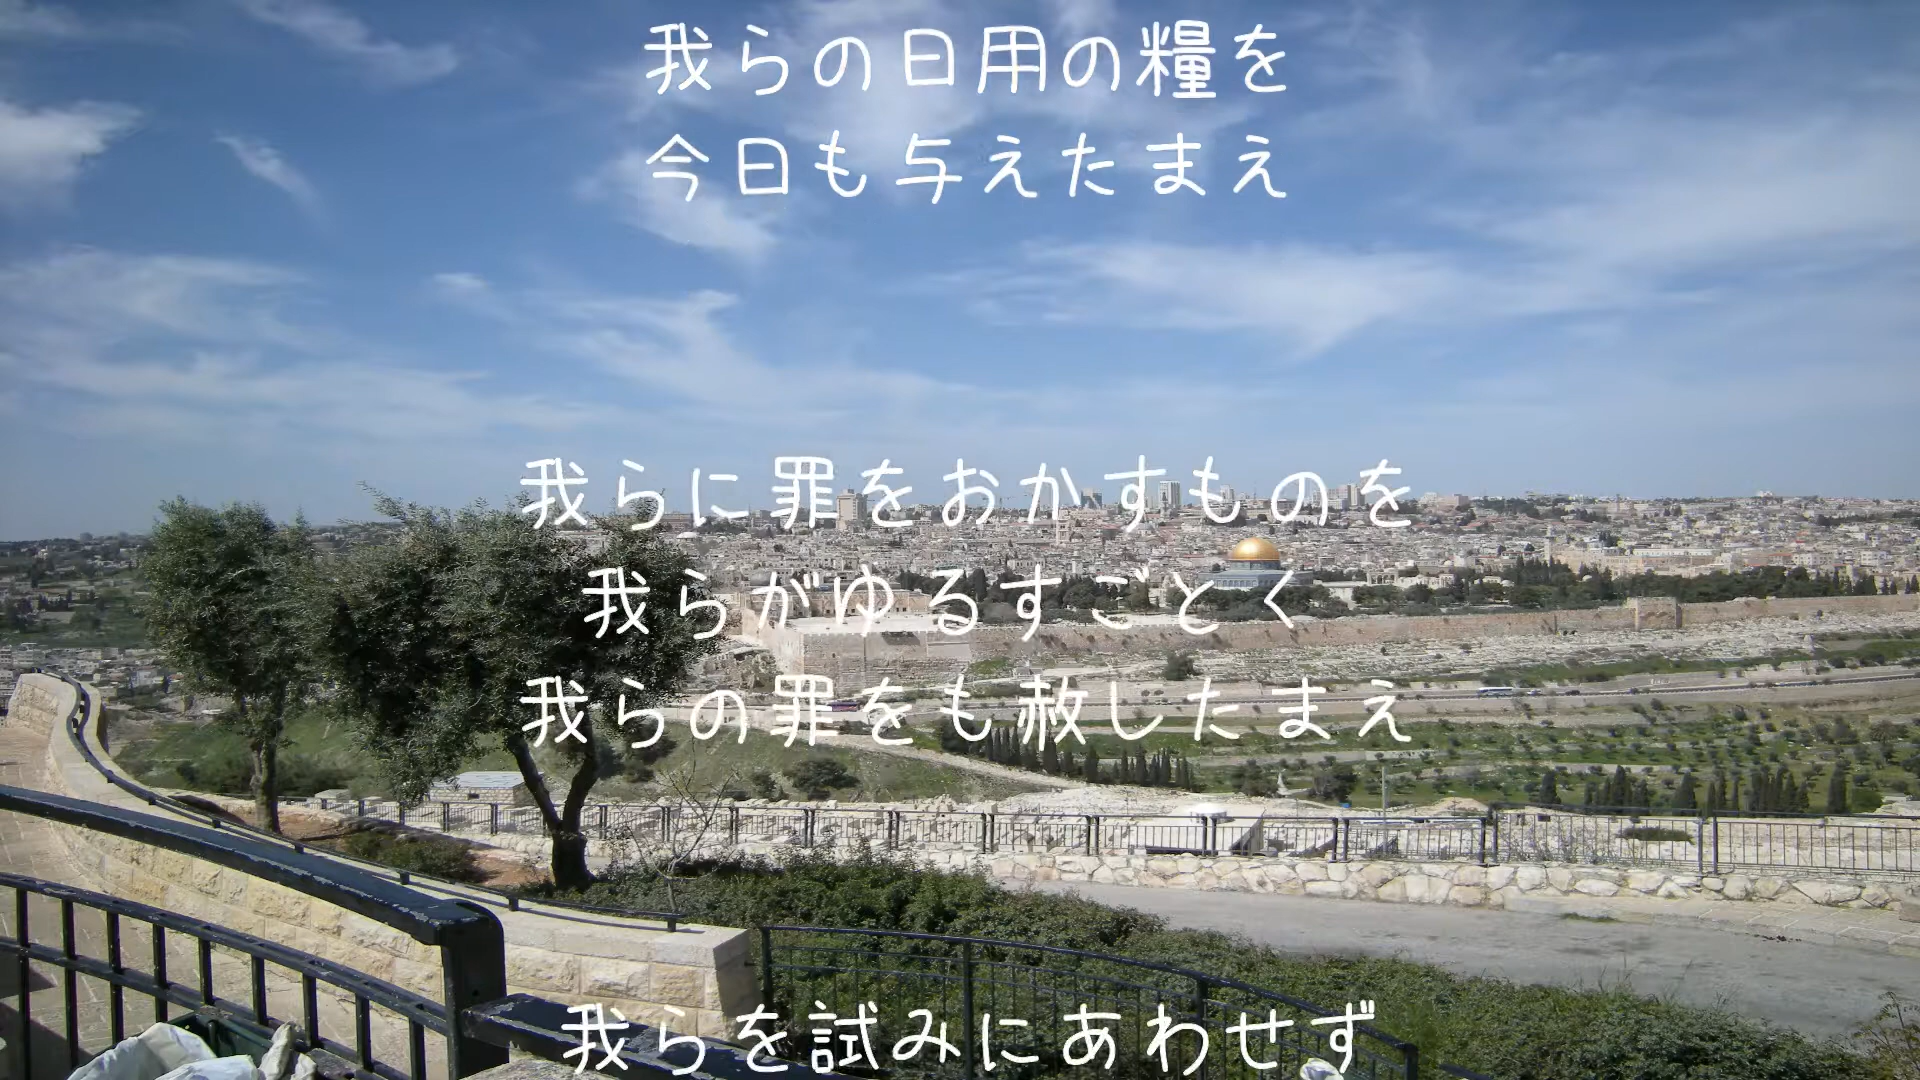 我らの日用の糧を
今日も与えたまえ
我らに罪をおかすものを
我らがゆるすごとく
我らの罪をも赦したまえ
我らを試みにあわせず